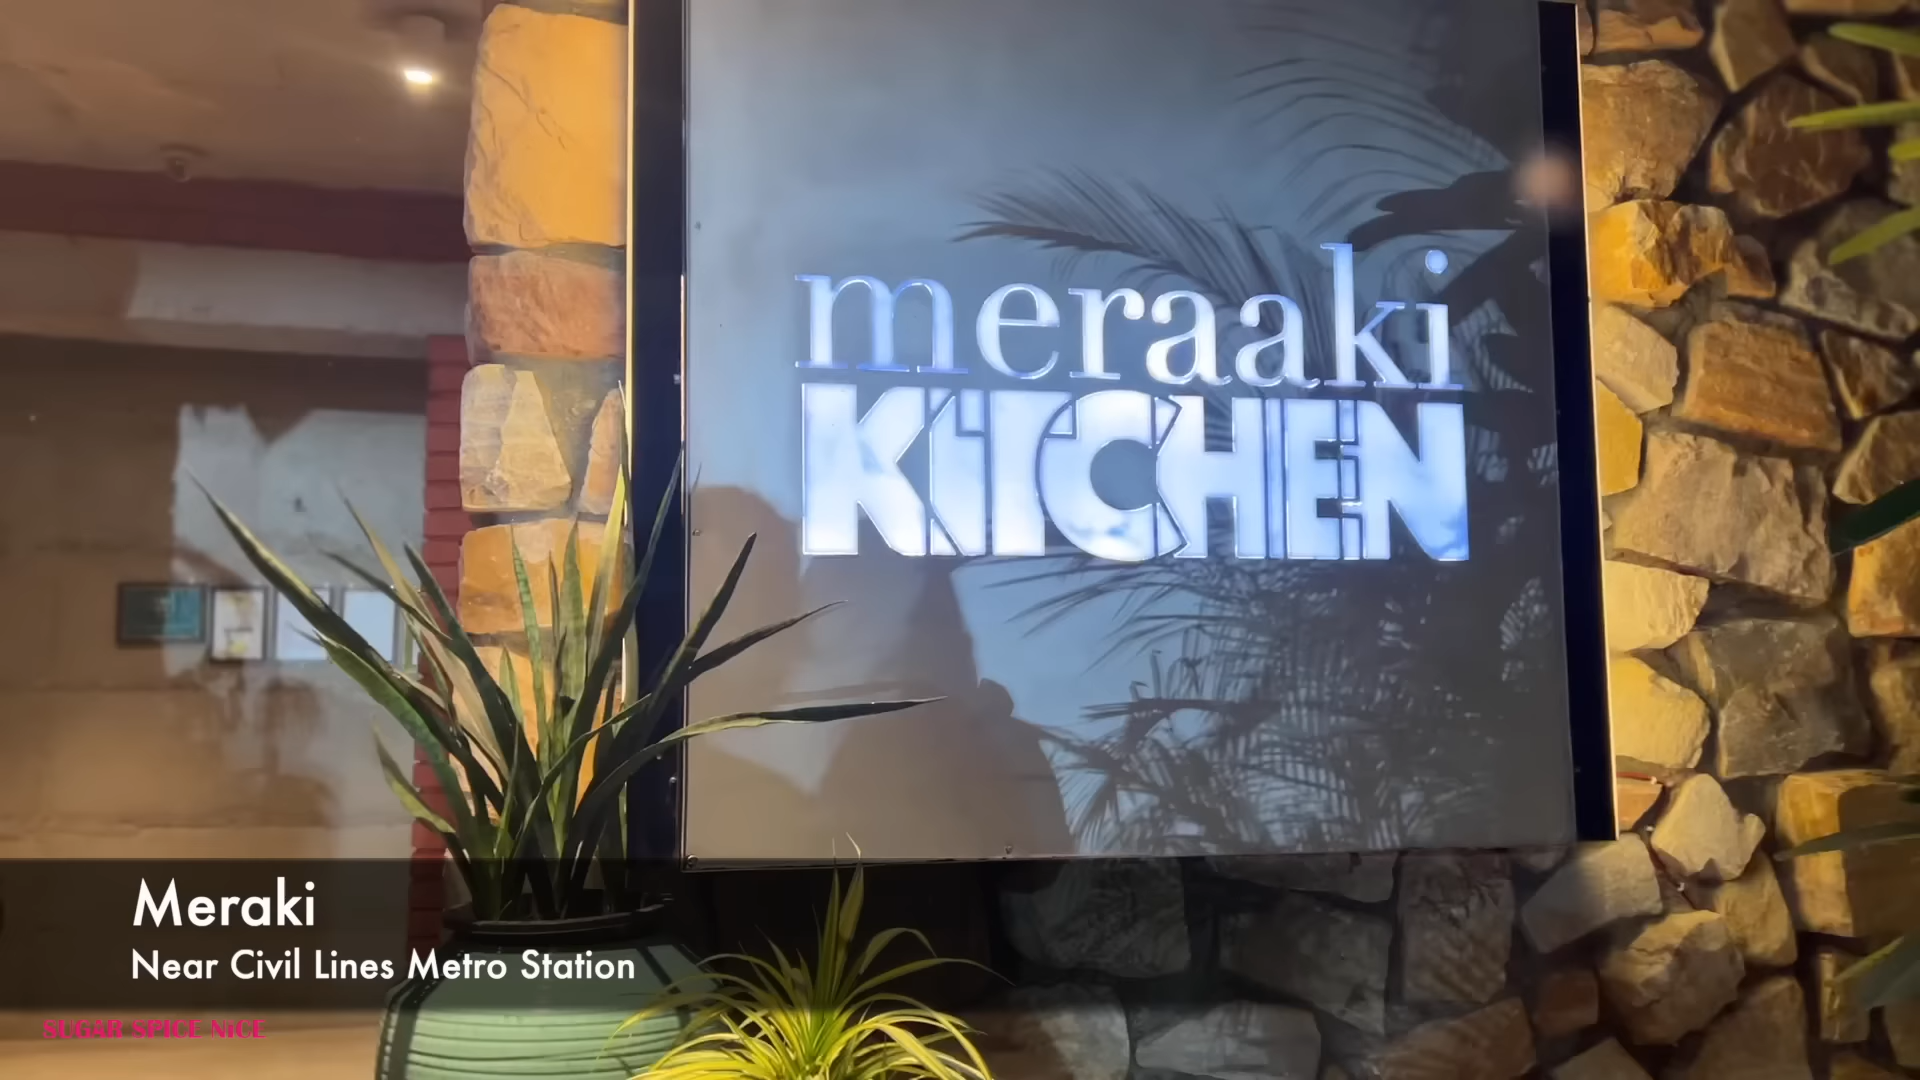 meraaki
KITCHEN
Meraki
Near Civil Lines Metro Station
SUGAR SPICE NiCE